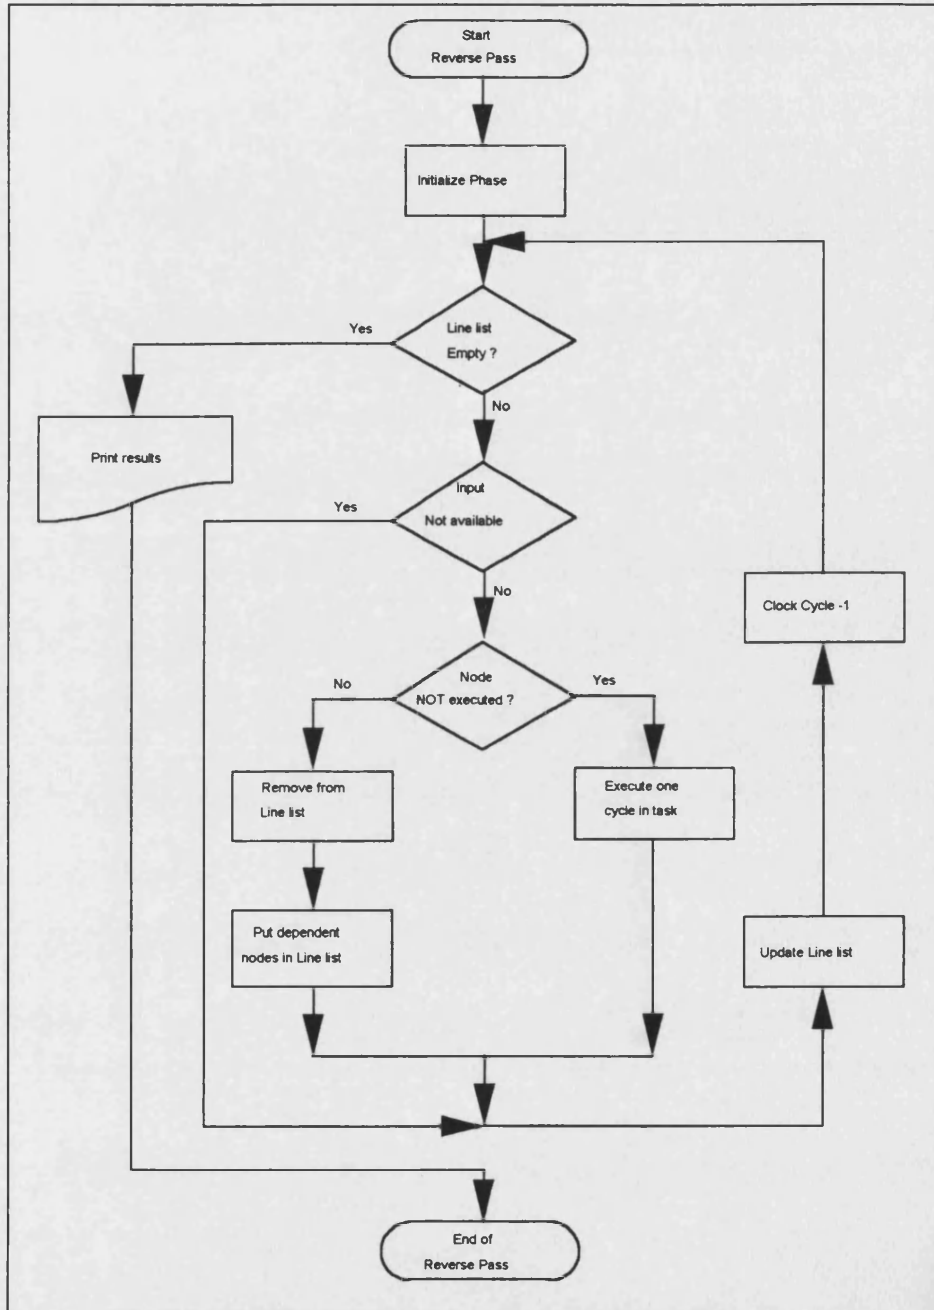 Start
Reverse Pass
Initialize Phase
Line list
Empty ?
Yes
No
Print results
Input
Not available
Yes
No
Clock Cycle -1
Node
NOT executed ?
No
Yes
Remove from
Line list
Execute one
cycle in task
Put dependent
nodes in Line list
Update Line list
End of
Reverse Pass